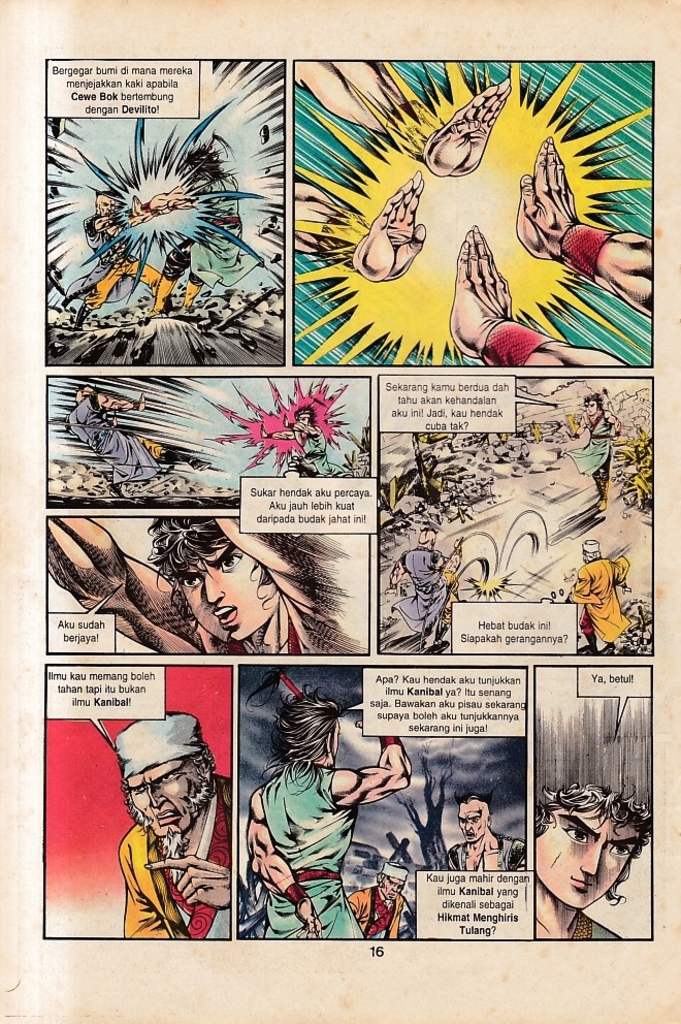 Bergegar bumi di mana mereka
menjejakkan kaki apabila
Cewe Bok bertembung
dengan Devilito!
Sukar hendak aku percaya.
Aku jauh lebih kuat
daripada budak jahat ini!
Aku sudah
berjaya!
Sekarang kamu berdua dah
tahu akan kehandalan
aku ini! Jadi, kau hendak
cuba tak?
Hebat budak ini!
Siapakah gerangannya?
Ilmu kau memang boleh
tahan tapi itu bukan
ilmu Kanibal!
Apa? Kau hendak aku tunjukkan
ilmu Kanibal ya? Itu senang
saja. Bawakan aku pisau sekarang
supaya boleh aku tunjukkannya
sekarang ini juga!
Kau juga mahir dengan
ilmu Kanibal yang
dikenali sebagai
Hikmat Menghiris
Tulang?
Ya, betul!
16